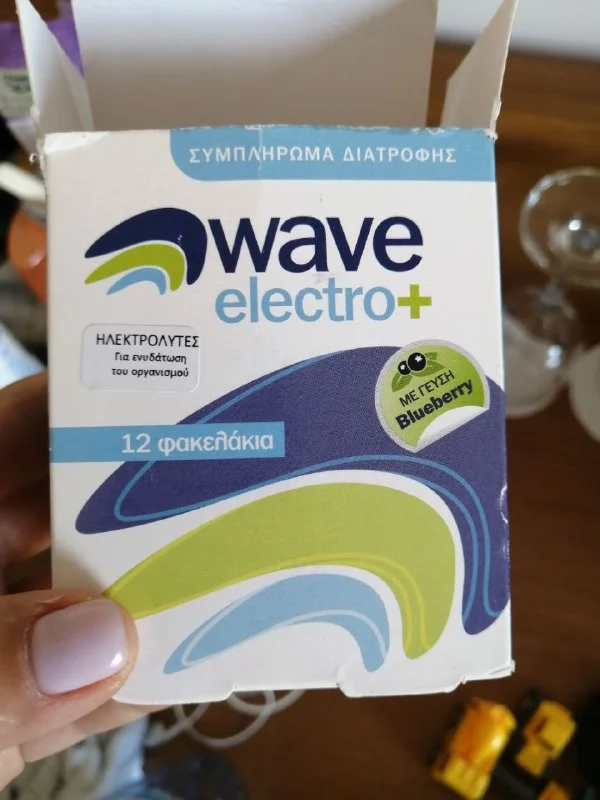 ΣΥΜΠΛΗΡΩΜΑ ΔΙΑΤΡΟΦΗΣ
wave
electro+
ΗΛΕΚΤΡΟΛΥΤΕΣ
Για ενυδάτωση
του οργανισμού
ΜΕ ΓΕΥΣΗ
Blueberry
12 φακελάκια